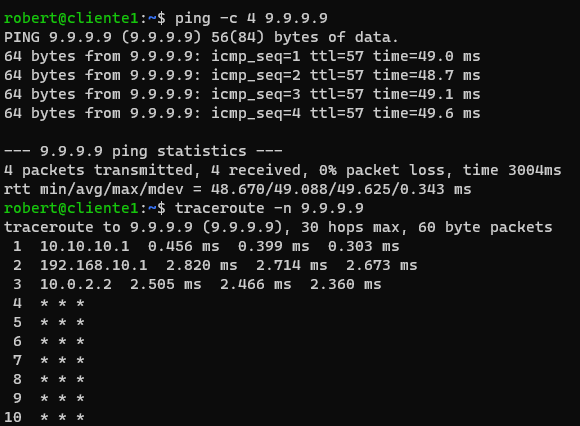 robert@cliente1:~$ ping -c 4 9.9.9.9
PING 9.9.9.9 (9.9.9.9) 56(84) bytes of data.
64 bytes from 9.9.9.9: icmp_seq=1 ttl=57 time=49.0 ms
64 bytes from 9.9.9.9: icmp_seq=2 ttl=57 time=48.7 ms
64 bytes from 9.9.9.9: icmp_seq=3 ttl=57 time=49.1 ms
64 bytes from 9.9.9.9: icmp_seq=4 ttl=57 time=49.6 ms

--- 9.9.9.9 ping statistics ---
4 packets transmitted, 4 received, 0% packet loss, time 3004ms
rtt min/avg/max/mdev = 48.670/49.088/49.625/0.343 ms
robert@cliente1:~$ traceroute -n 9.9.9.9
traceroute to 9.9.9.9 (9.9.9.9), 30 hops max, 60 byte packets
 1  10.10.10.1  0.456 ms  0.399 ms  0.303 ms
 2  192.168.10.1  2.820 ms  2.714 ms  2.673 ms
 3  10.0.2.2  2.505 ms  2.466 ms  2.360 ms
 4  * * *
 5  * * *
 6  * * *
 7  * * *
 8  * * *
 9  * * *
10  * * *